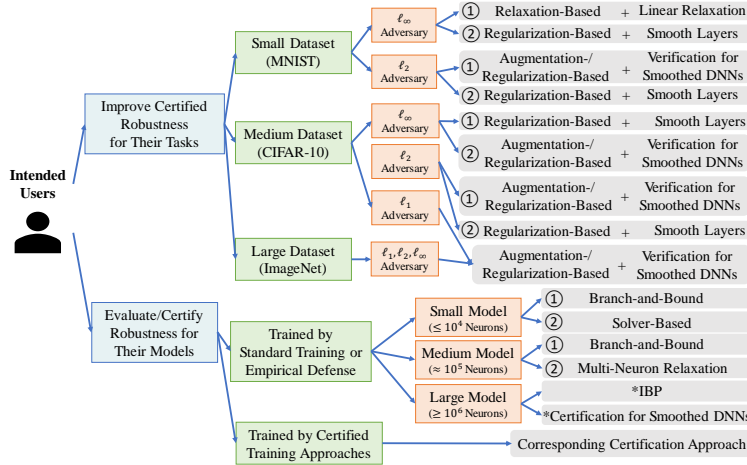 Intended
Users
Improve Certified
Robustness
for Their Tasks
Small Dataset
(MNIST)
ℓ∞
Adversary
① Relaxation-Based + Linear Relaxation
② Regularization-Based + Smooth Layers
ℓ2
Adversary
① Augmentation-/
Regularization-Based + Verification for
Smoothed DNNs
② Regularization-Based + Smooth Layers
Medium Dataset
(CIFAR-10)
ℓ∞
Adversary
① Regularization-Based + Smooth Layers
② Augmentation-/
Regularization-Based + Verification for
Smoothed DNNs
ℓ2
Adversary
① Augmentation-/
Regularization-Based + Verification for
Smoothed DNNs
② Regularization-Based + Smooth Layers
ℓ1
Adversary
Large Dataset
(ImageNet)
ℓ1, ℓ2, ℓ∞
Adversary
Augmentation-/
Regularization-Based + Verification for
Smoothed DNNs
Evaluate/Certify
Robustness for
Their Models
Trained by
Standard Training or
Empirical Defense
Small Model
(≤ 10⁴ Neurons)
① Branch-and-Bound
② Solver-Based
Medium Model
(≈ 10⁵ Neurons)
① Branch-and-Bound
② Multi-Neuron Relaxation
Large Model
(≥ 10⁶ Neurons)
*IBP
*Certification for Smoothed DNNs
Trained by Certified
Training Approaches
Corresponding Certification Approach